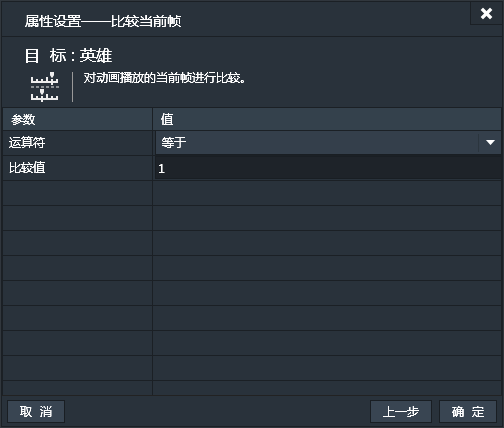 属性设置——比较当前帧
目 标 : 英雄
对动画播放的当前帧进行比较。
参数 值
运算符 等于
比较值 1
取 消 上一步 确 定